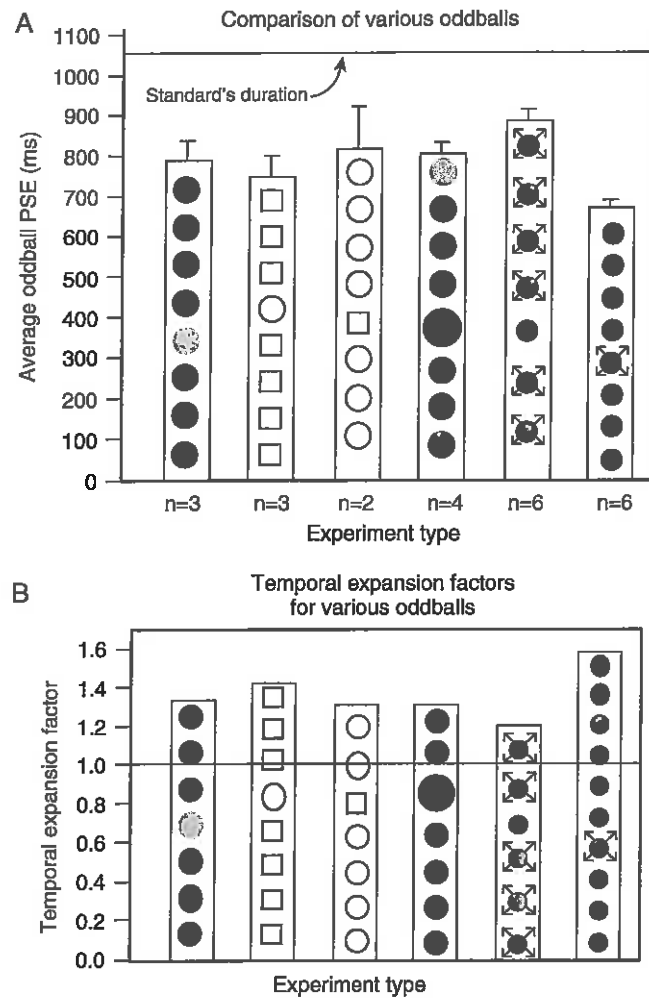 A
Comparison of various oddballs
1100
1000
900
800
700
600
500
400
300
200
100
0
Average oddball PSE (ms)
Standard's duration
n=3 n=3 n=2 n=4 n=6 n=6
Experiment type
B
Temporal expansion factors
for various oddballs
1.6
1.4
1.2
1.0
0.8
0.6
0.4
0.2
0.0
Temporal expansion factor
Experiment type